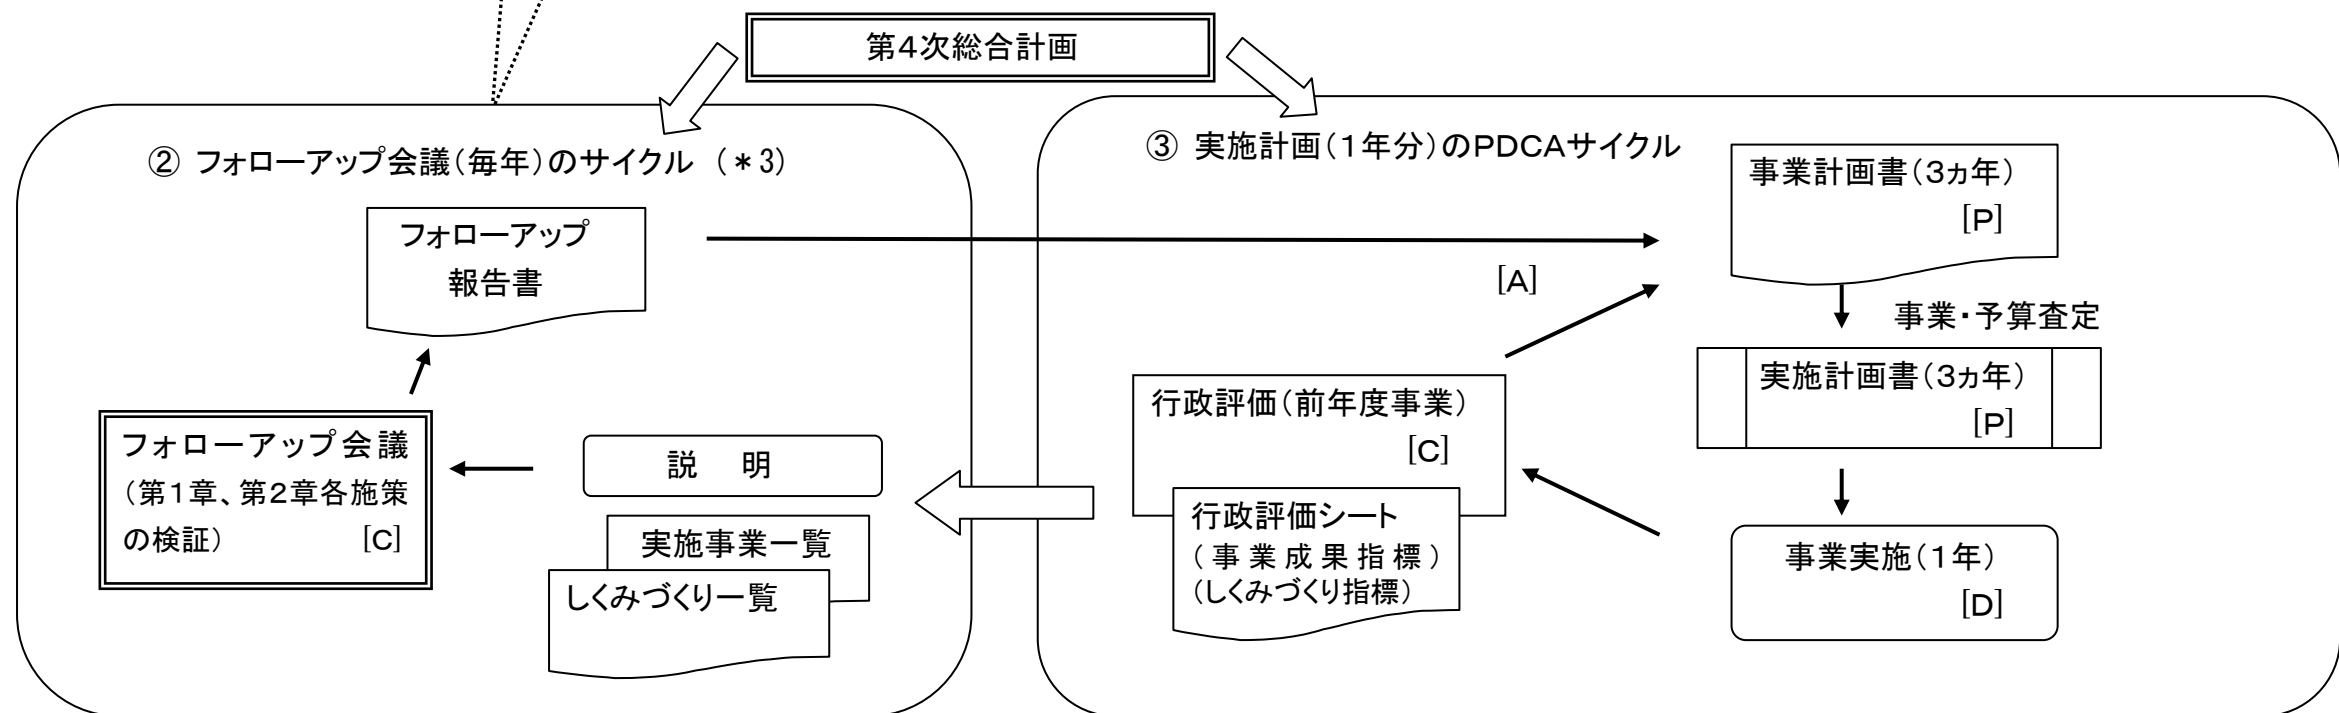 第4次総合計画
② フォローアップ会議(毎年)のサイクル (*3)
フォローアップ
報告書
フォローアップ会議
(第1章、第2章各施策
の検証) [C]
説 明
実施事業一覧
しくみづくり一覧
③ 実施計画(1年分)のPDCAサイクル
事業計画書(3ヵ年)
[P]
[A]
事業・予算査定
実施計画書(3ヵ年)
[P]
行政評価(前年度事業)
[C]
行政評価シート
(事業成果指標)
(しくみづくり指標)
事業実施(1年)
[D]